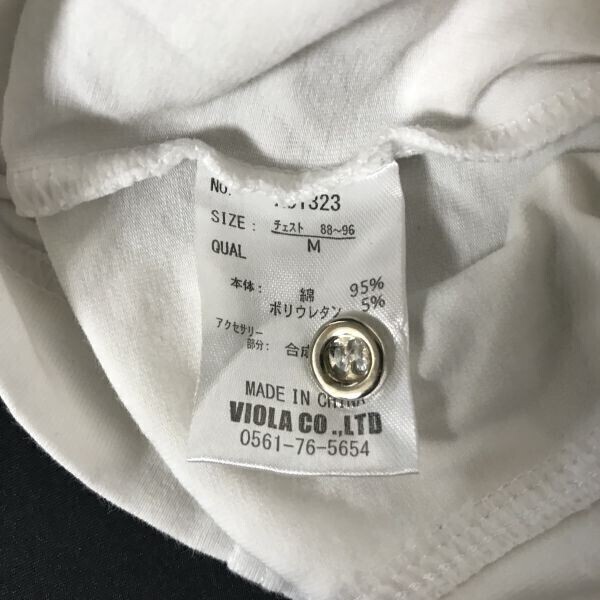 NO. 1323
SIZE: チェスト 88~96
QUAL M
本体: 綿 95%
ポリウレタン 5%
アクセサリー
部分: 合成
MADE IN CHINA
VIOLA CO.,LTD
0561-76-5654